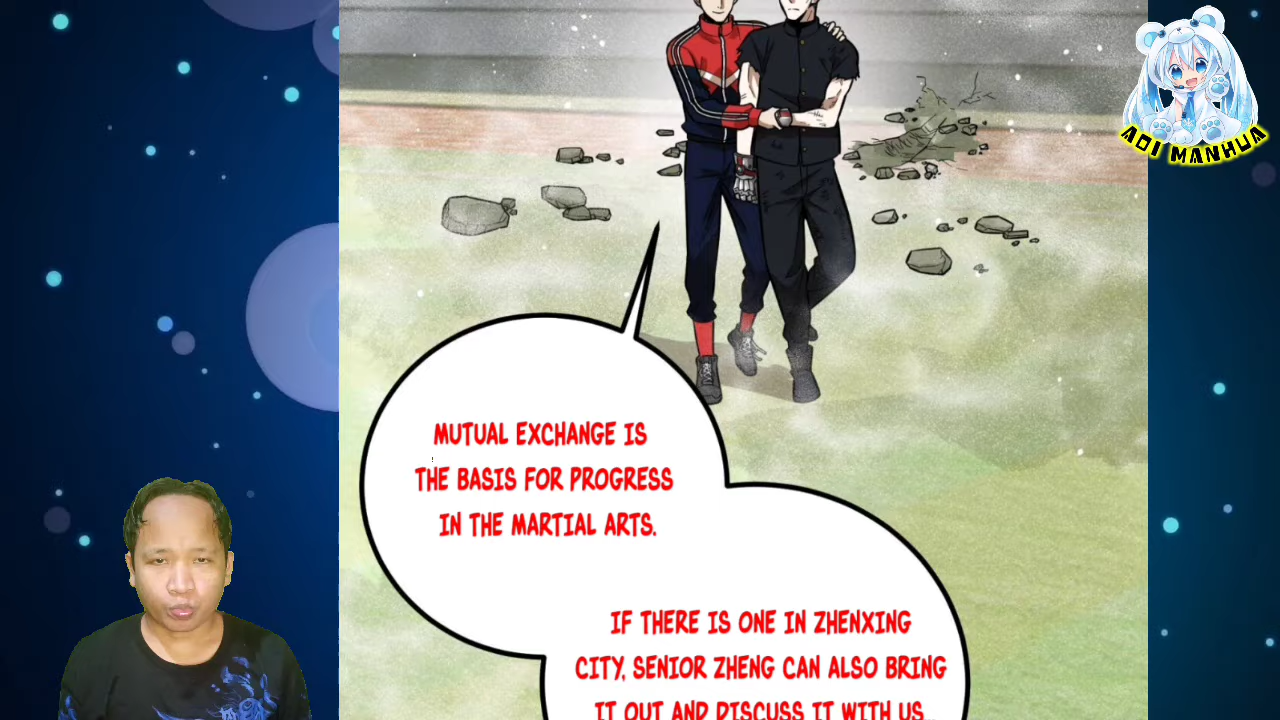 AOI MANHUA
MUTUAL EXCHANGE IS
THE BASIS FOR PROGRESS
IN THE MARTIAL ARTS.
IF THERE IS ONE IN ZHENXING
CITY, SENIOR ZHENG CAN ALSO BRING
IT OUT AND DISCUSS IT WITH US...